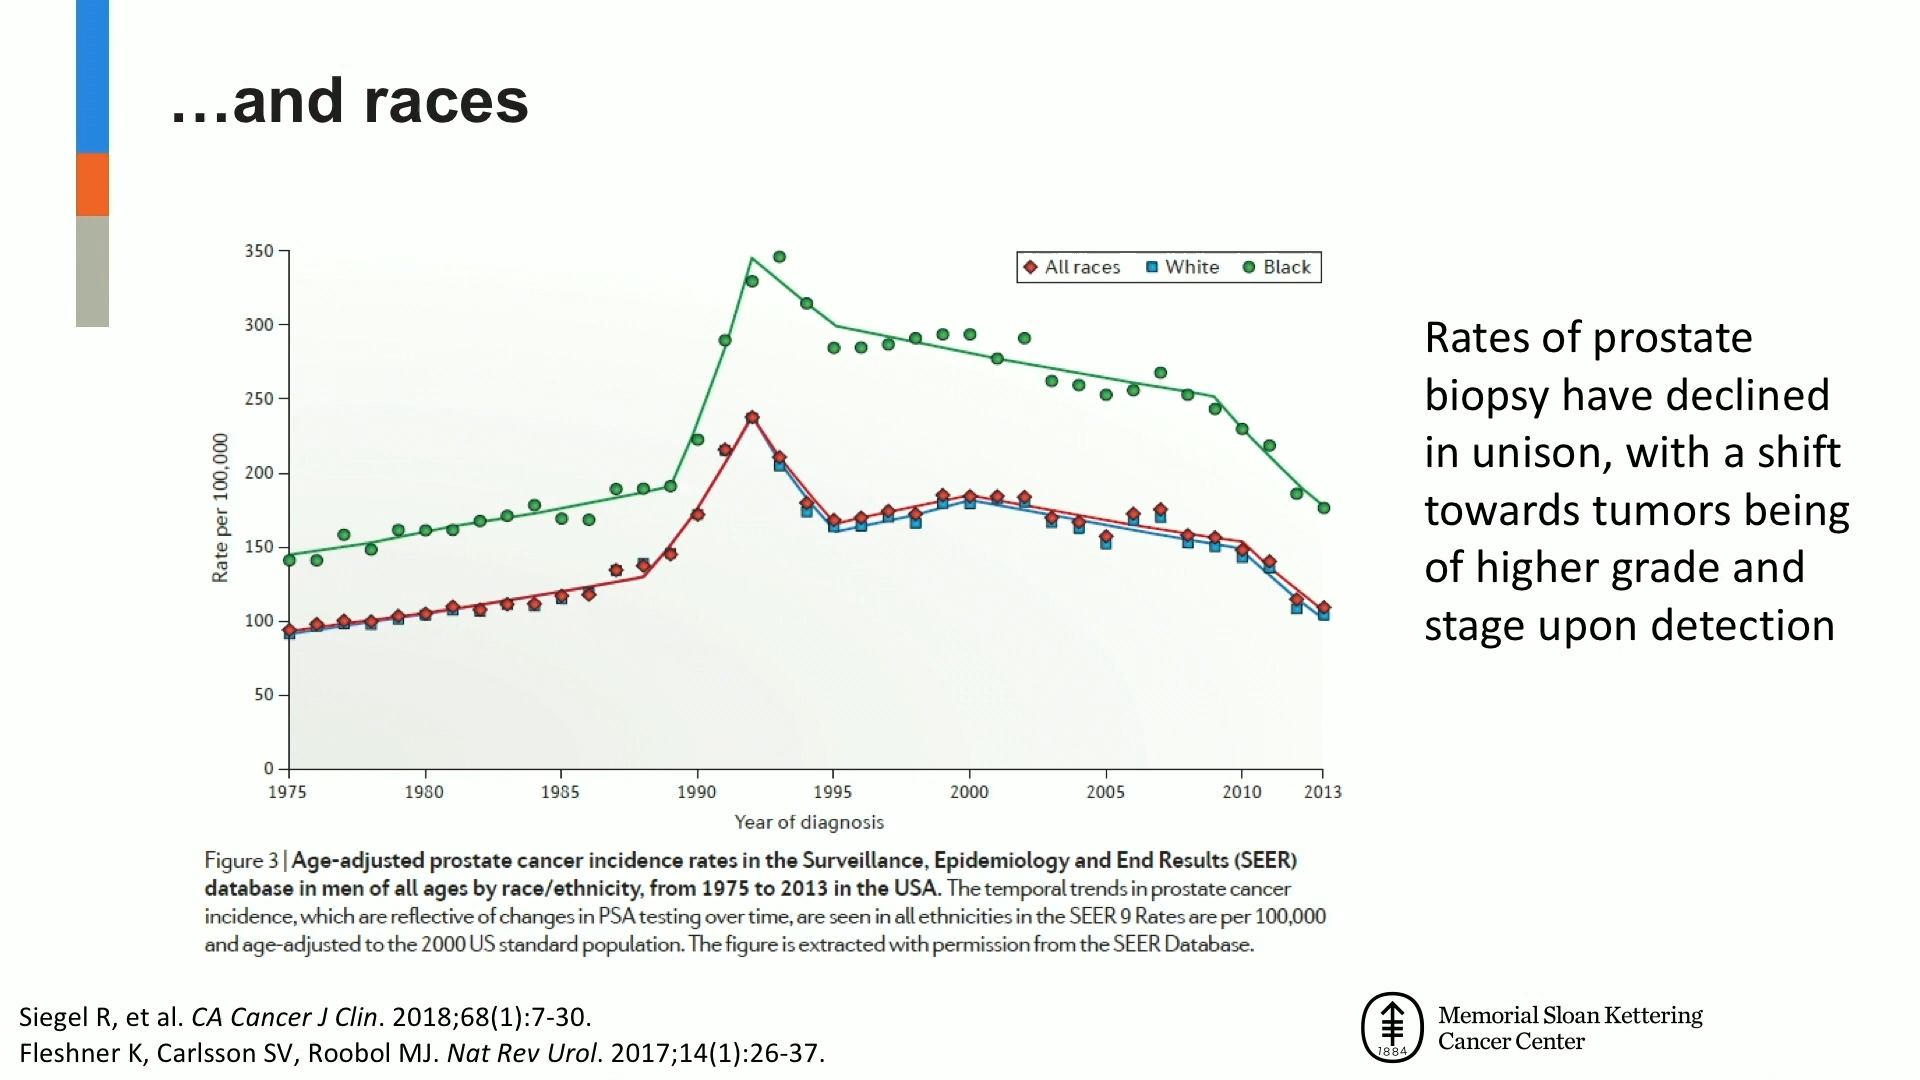 …and races
350
300
250
200
150
100
50
0
Rate per 100,000
All races White Black
1975 1980 1985 1990 1995 2000 2005 2010 2013
Year of diagnosis
Rates of prostate
biopsy have declined
in unison, with a shift
towards tumors being
of higher grade and
stage upon detection
Figure 3 | Age-adjusted prostate cancer incidence rates in the Surveillance, Epidemiology and End Results (SEER)
database in men of all ages by race/ethnicity, from 1975 to 2013 in the USA. The temporal trends in prostate cancer
incidence, which are reflective of changes in PSA testing over time, are seen in all ethnicities in the SEER 9 Rates are per 100,000
and age-adjusted to the 2000 US standard population. The figure is extracted with permission from the SEER Database.
Siegel R, et al. CA Cancer J Clin. 2018;68(1):7-30.
Fleshner K, Carlsson SV, Roobol MJ. Nat Rev Urol. 2017;14(1):26-37.
1884
Memorial Sloan Kettering
Cancer Center